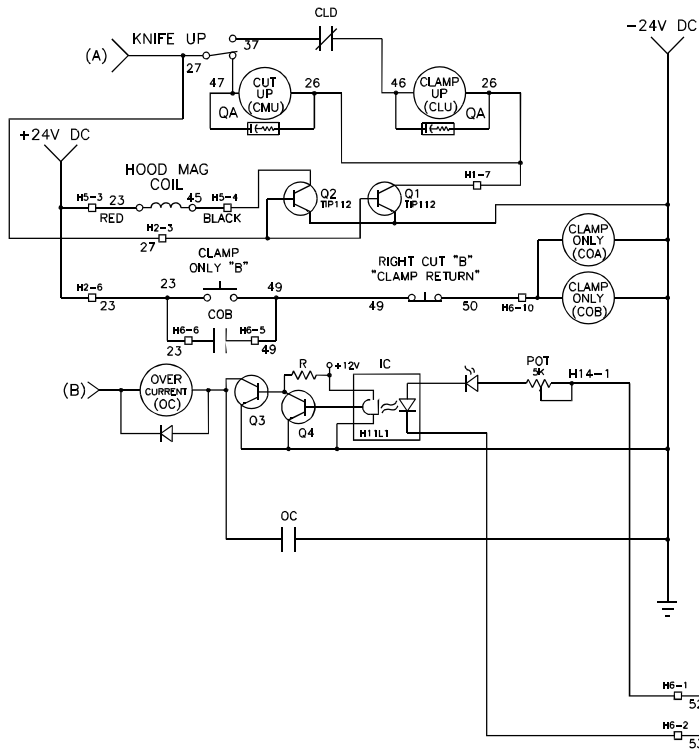 CLD
−24V DC
KNIFE UP
37
(A)
27
47
CUT UP (CMU)
26
46
CLAMP UP (CLU)
26
QA
QA
+24V DC
HOOD MAG COIL
H1-7
H5-3
23
45
H5-4
Q2
TIP112
Q1
TIP112
RED
BLACK
H2-3
27
CLAMP ONLY (COA)
CLAMP ONLY "B"
RIGHT CUT "B"
"CLAMP RETURN"
H2-6
23
23
49
49
50
H6-10
CLAMP ONLY (COB)
COB
H6-6
H6-5
23
49
R
+12V
IC
POT
5K
H14-1
(B)
OVER CURRENT (OC)
Q3
Q4
H11L1
OC
H6-1
52
H6-2
53